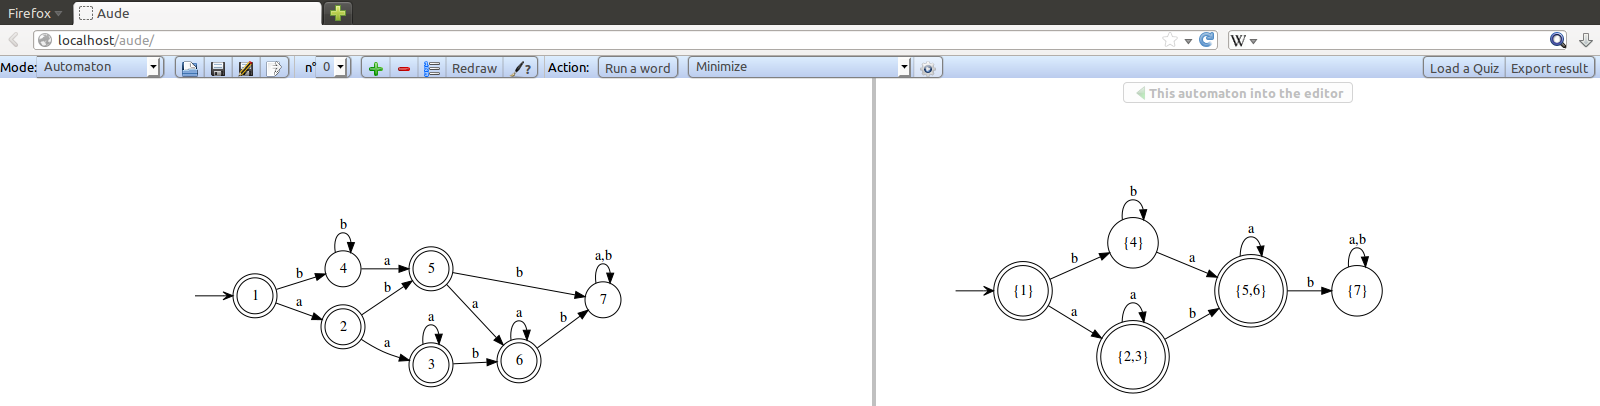 Firefox Aude
localhost/aude/ W
Mode: Automaton n° 0 Redraw ? Action: Run a word Minimize Load a Quiz Export result
This automaton into the editor
b
4
b
a
5
b
a,b
1
a
b
a
7
2
a
a
a
b
3
b
6
b
{4}
b
a
a
a,b
{1}
{5,6}
b
{7}
a
a
b
{2,3}